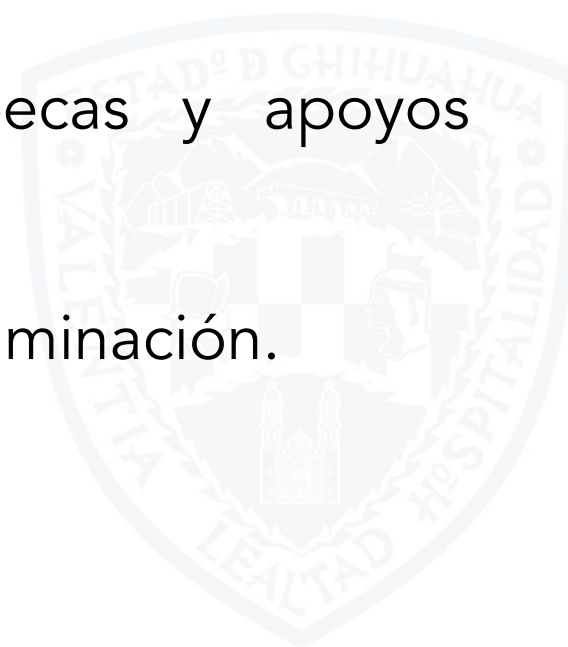 ESTADº D CHIHUAHUA
ecas y apoyos
VALENTIA
HºSPITALIDAD
minación.
LEALTAD